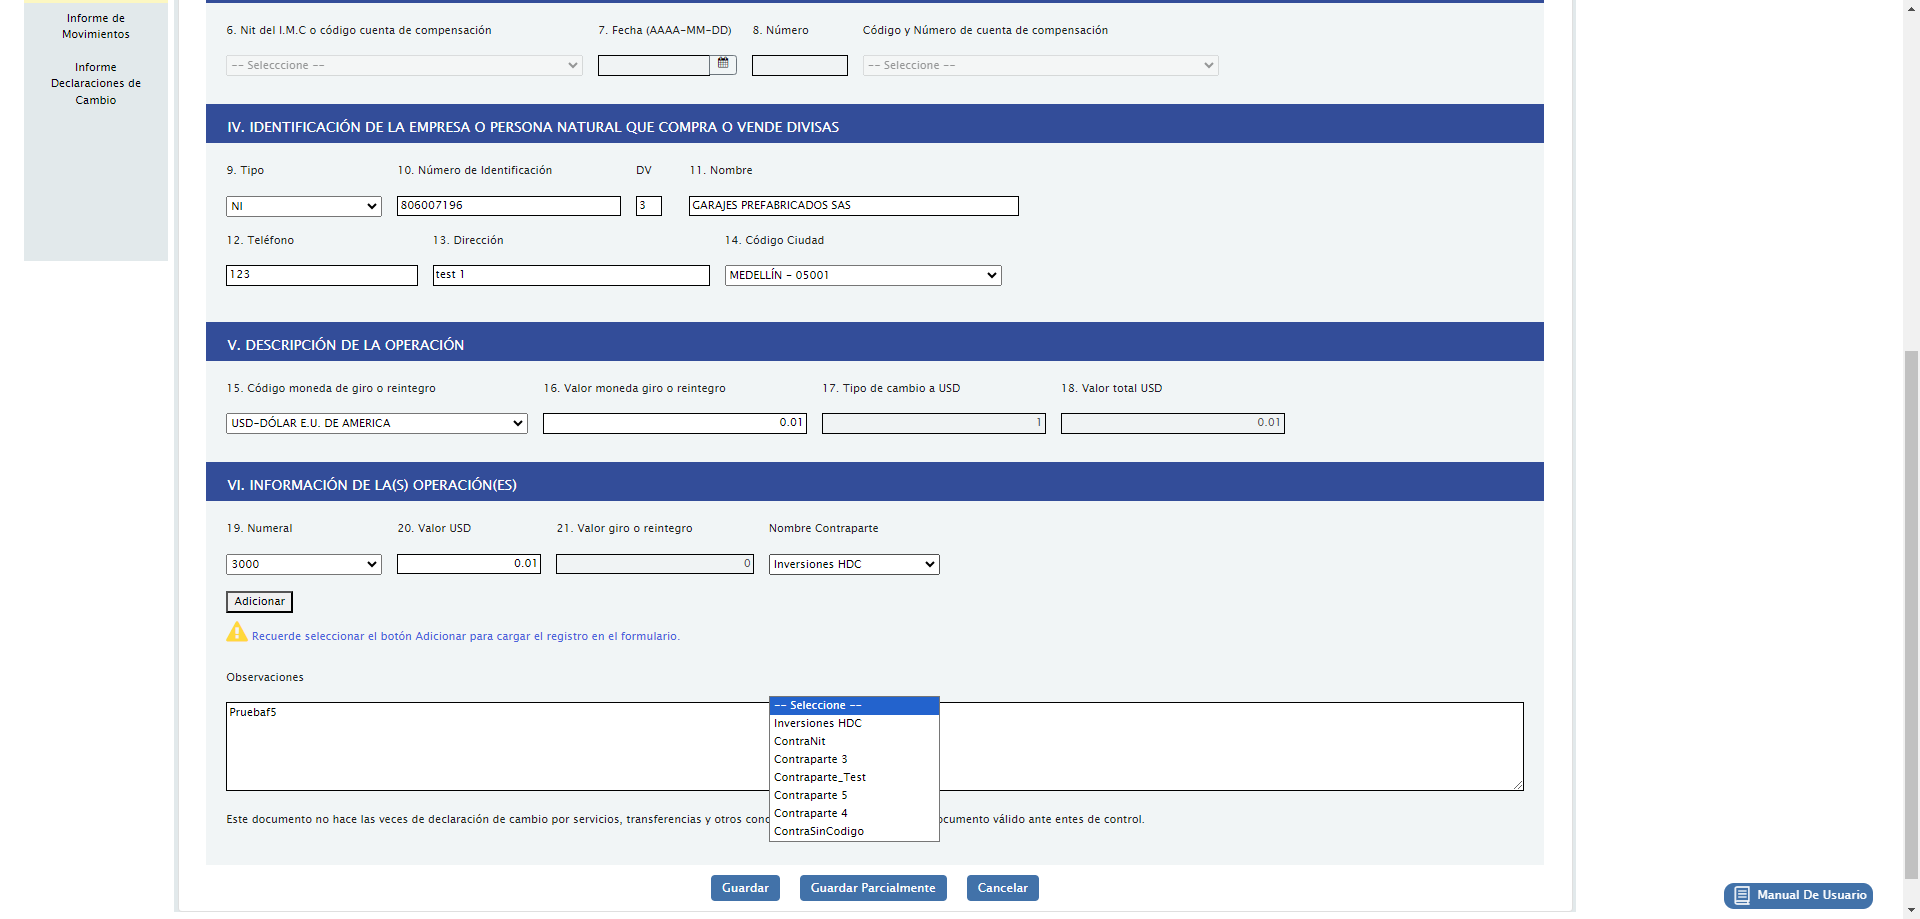 Informe de
Movimientos
Informe
Declaraciones de
Cambio
6. Nit del I.M.C o código cuenta de compensación
7. Fecha (AAAA-MM-DD)
8. Número
Código y Número de cuenta de compensación
-- Selecccione --
-- Seleccione --
IV. IDENTIFICACIÓN DE LA EMPRESA O PERSONA NATURAL QUE COMPRA O VENDE DIVISAS
9. Tipo
10. Número de Identificación
DV
11. Nombre
NI
806007196
3
GARAJES PREFABRICADOS SAS
12. Teléfono
13. Dirección
14. Código Ciudad
123
test 1
MEDELLÍN - 05001
V. DESCRIPCIÓN DE LA OPERACIÓN
15. Código moneda de giro o reintegro
16. Valor moneda giro o reintegro
17. Tipo de cambio a USD
18. Valor total USD
USD-DÓLAR E.U. DE AMERICA
0.01
1
0.01
VI. INFORMACIÓN DE LA(S) OPERACIÓN(ES)
19. Numeral
20. Valor USD
21. Valor giro o reintegro
Nombre Contraparte
3000
0.01
0
Inversiones HDC
Adicionar
Recuerde seleccionar el botón Adicionar para cargar el registro en el formulario.
Observaciones
Pruebaf5
-- Seleccione --
Inversiones HDC
ContraNit
Contraparte 3
Contraparte_Test
Contraparte 5
Contraparte 4
ContraSinCodigo
Este documento no hace las veces de declaración de cambio por servicios, transferencias y otros conc
ocumento válido ante entes de control.
Guardar
Guardar Parcialmente
Cancelar
Manual De Usuario